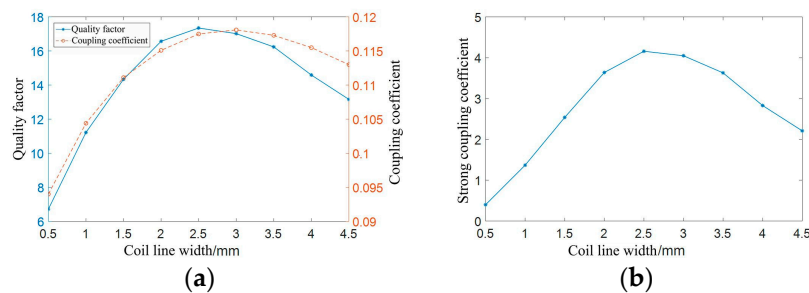 18
16
14
12
10
8
6
Quality factor
Quality factor
Coupling coefficient
0.12
0.115
0.11
0.105
0.1
0.095
0.09
Coupling coefficient
0.5 1 1.5 2 2.5 3 3.5 4 4.5
Coil line width/mm
(a)
5
4
3
2
1
0
Strong coupling coefficient
0.5 1 1.5 2 2.5 3 3.5 4 4.5
Coil line width/mm
(b)